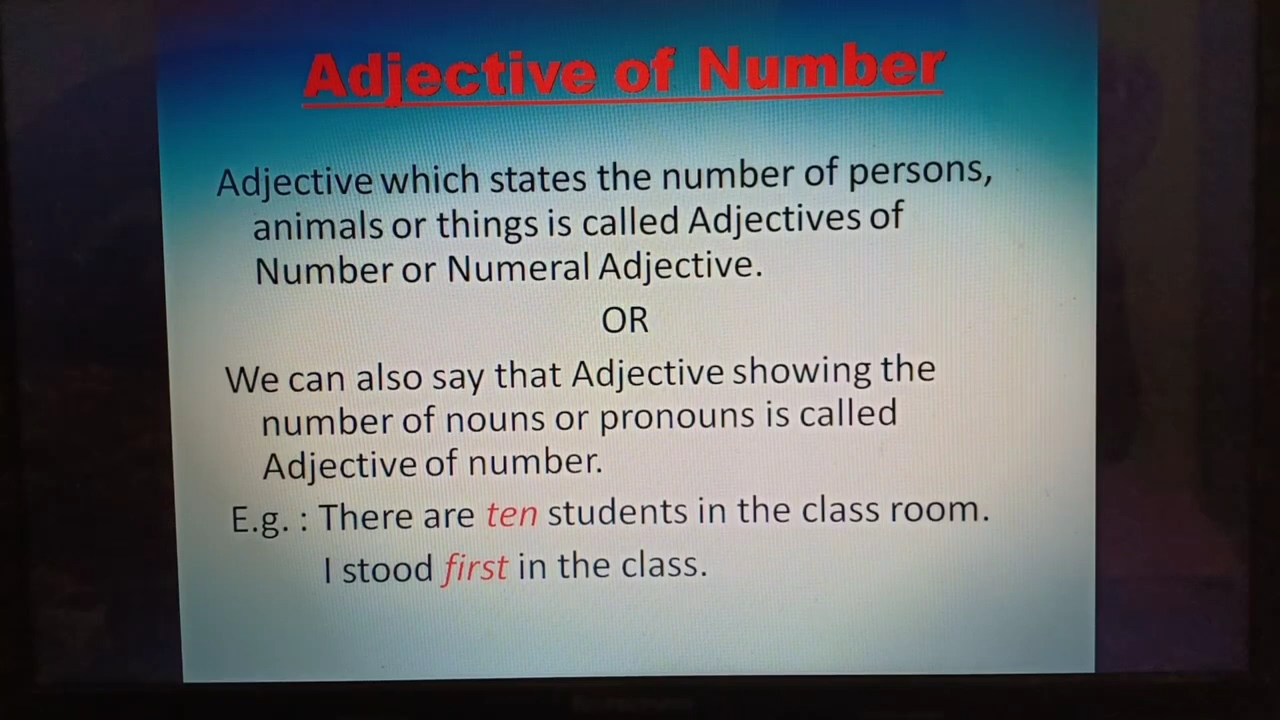 Adjective of Number
Adjective which states the number of persons,
animals or things is called Adjectives of
Number or Numeral Adjective.
OR
We can also say that Adjective showing the
number of nouns or pronouns is called
Adjective of number.
E.g. : There are ten students in the class room.
I stood first in the class.